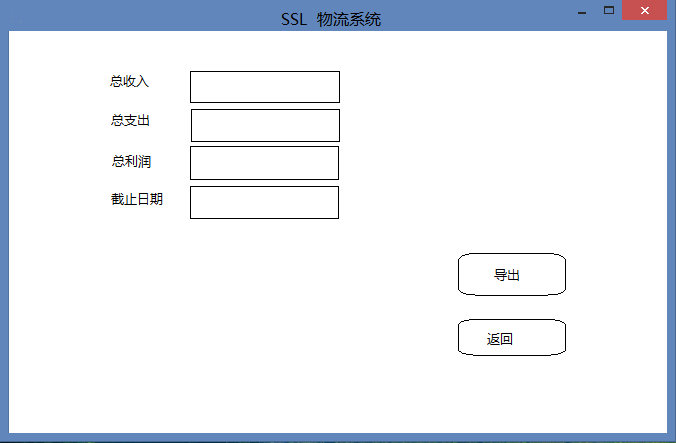 SSL 物流系统
总收入
总支出
总利润
截止日期
导出
返回